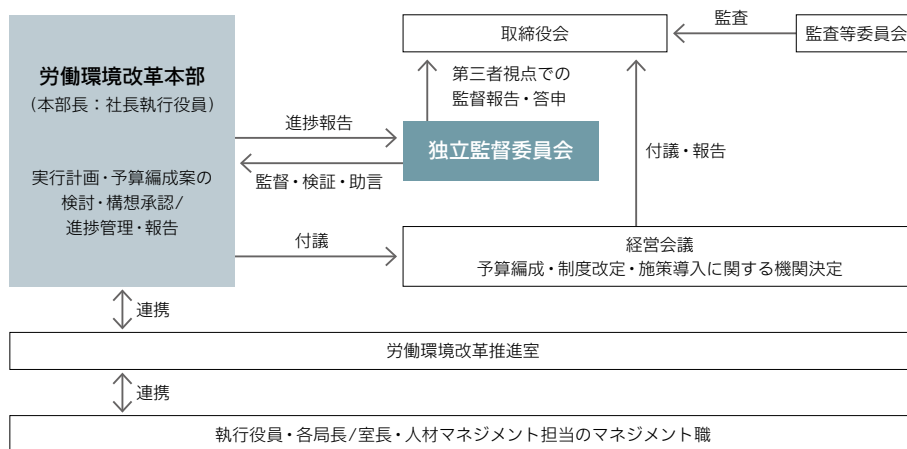 労働環境改革本部
(本部長：社長執行役員)
実行計画・予算編成案の
検討・構想承認/
進捗管理・報告
取締役会
監査
監査等委員会
第三者視点での
監督報告・答申
進捗報告
独立監督委員会
監督・検証・助言
付議・報告
付議
経営会議
予算編成・制度改定・施策導入に関する機関決定
連携
労働環境改革推進室
連携
執行役員・各局長/室長・人材マネジメント担当のマネジメント職